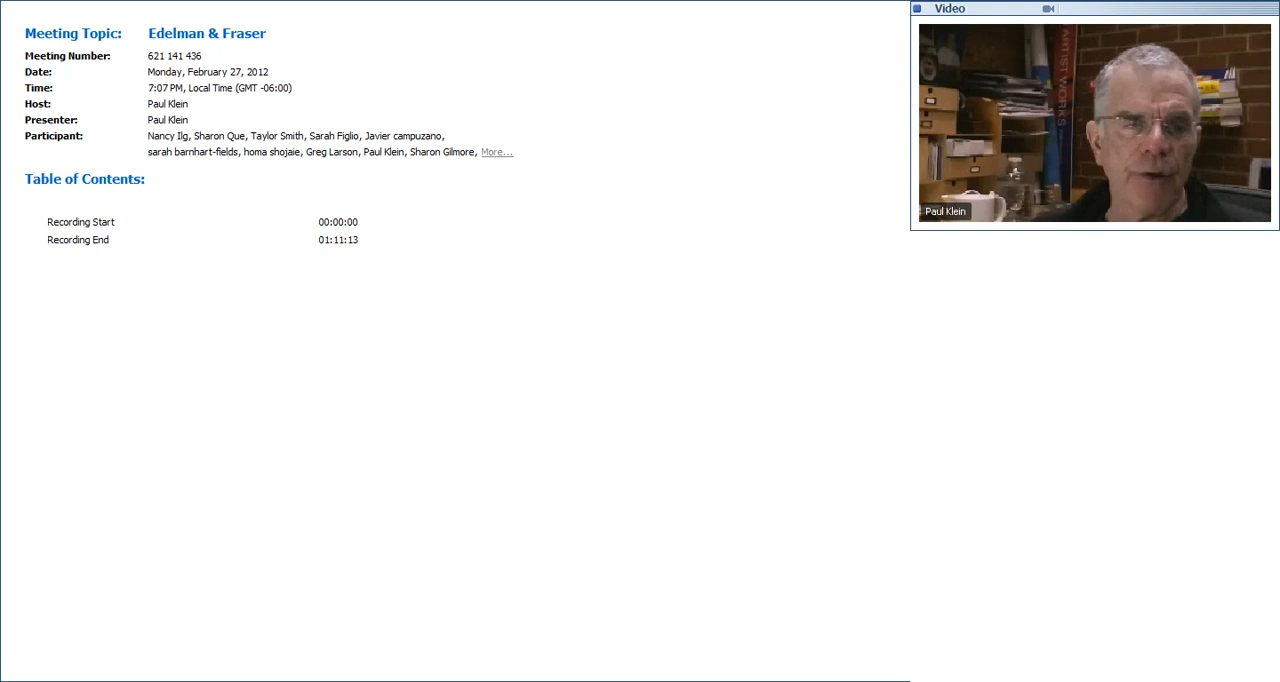 Meeting Topic: Edelman & Fraser
Meeting Number: 621 141 436
Date: Monday, February 27, 2012
Time: 7:07 PM, Local Time (GMT -06:00)
Host: Paul Klein
Presenter: Paul Klein
Participant: Nancy Ilg, Sharon Que, Taylor Smith, Sarah Figlio, Javier campuzano,
sarah barnhart-fields, homa shojaie, Greg Larson, Paul Klein, Sharon Gilmore, More...
Table of Contents:
Recording Start 00:00:00
Recording End 01:11:13
Video
ARTIST WORKS
Paul Klein